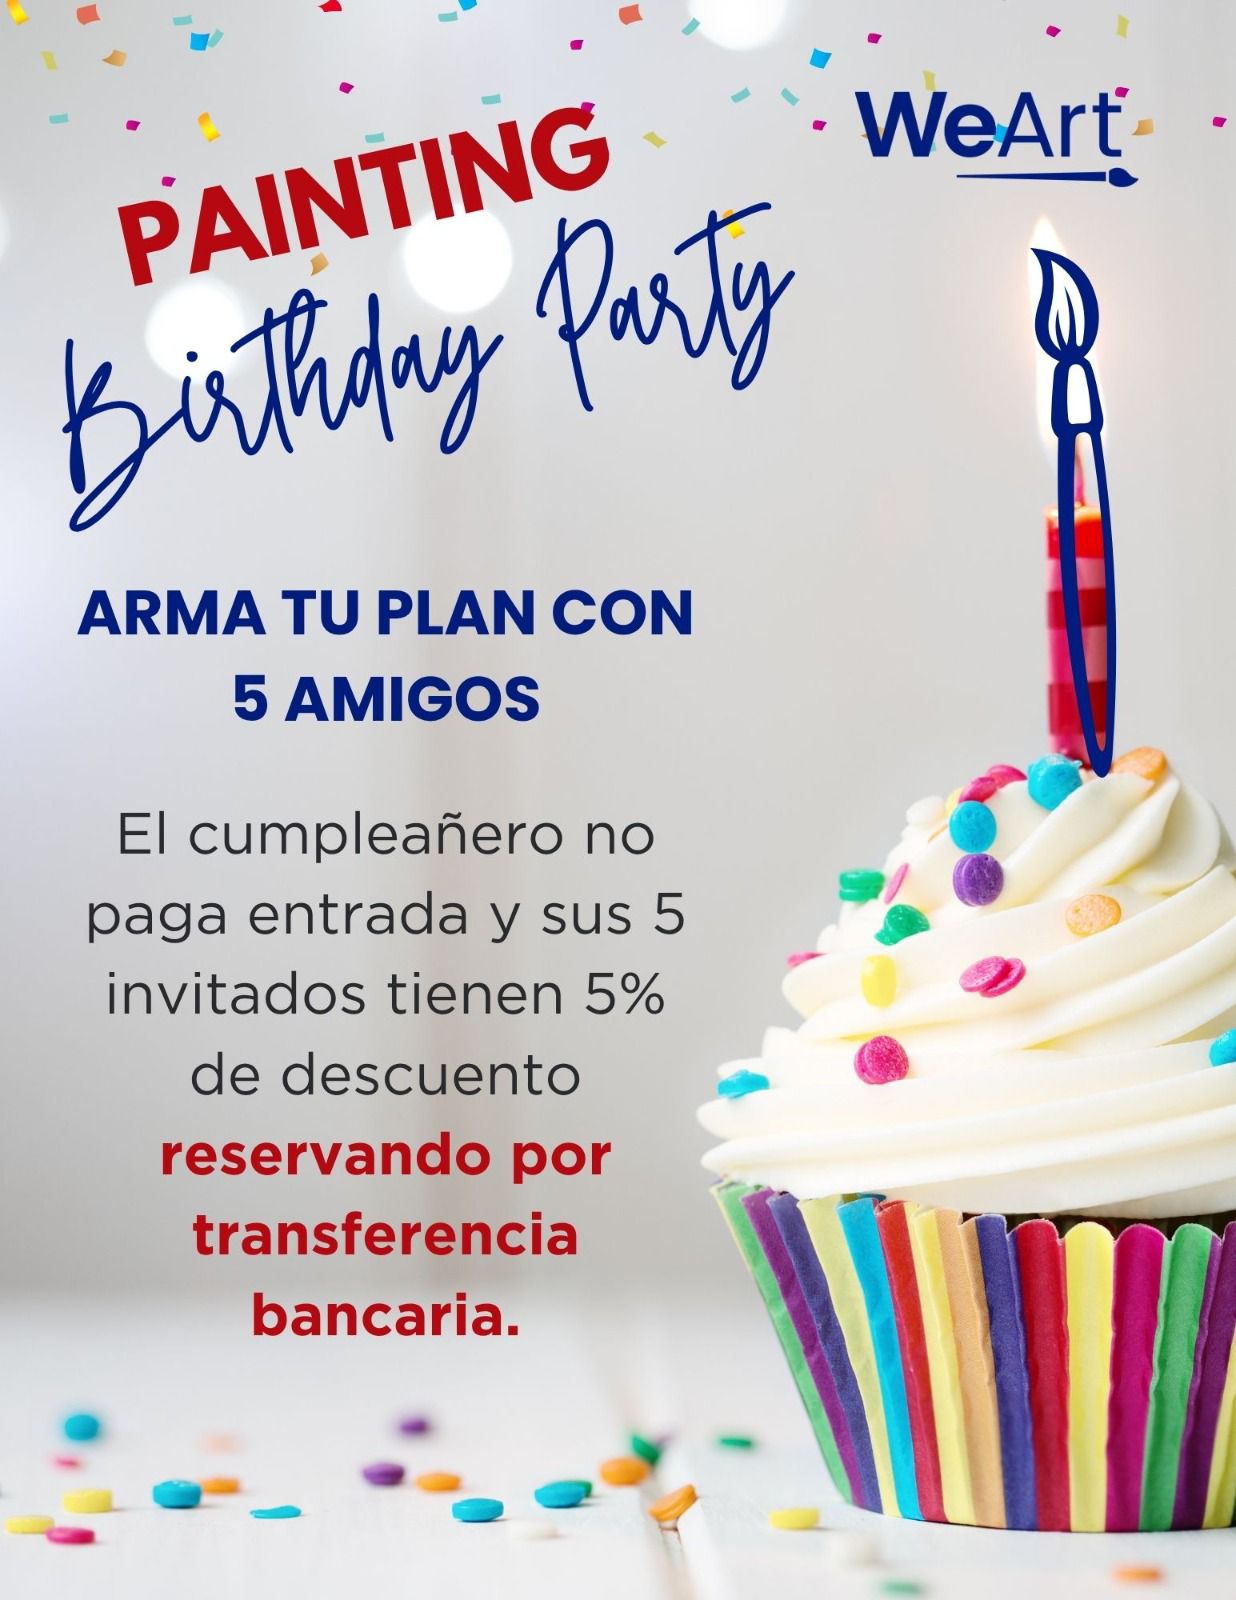 WeArt
PAINTING
Birthday Party
ARMA TU PLAN CON
5 AMIGOS
El cumpleañero no
paga entrada y sus 5
invitados tienen 5%
de descuento
reservando por
transferencia
bancaria.